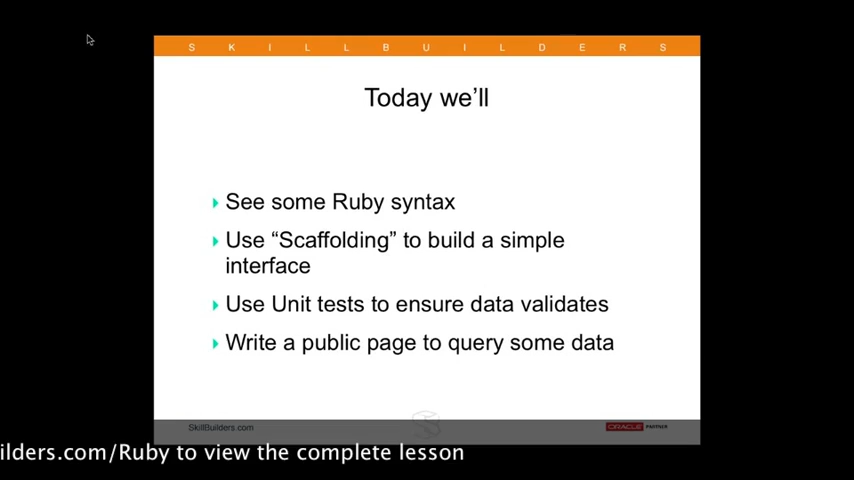 SKILLBUILDERS
Today we'll
See some Ruby syntax
Use “Scaffolding” to build a simple
interface
Use Unit tests to ensure data validates
Write a public page to query some data
SkillBuilders.com
ORACLE PARTNER
ilders.com/Ruby to view the complete lesson